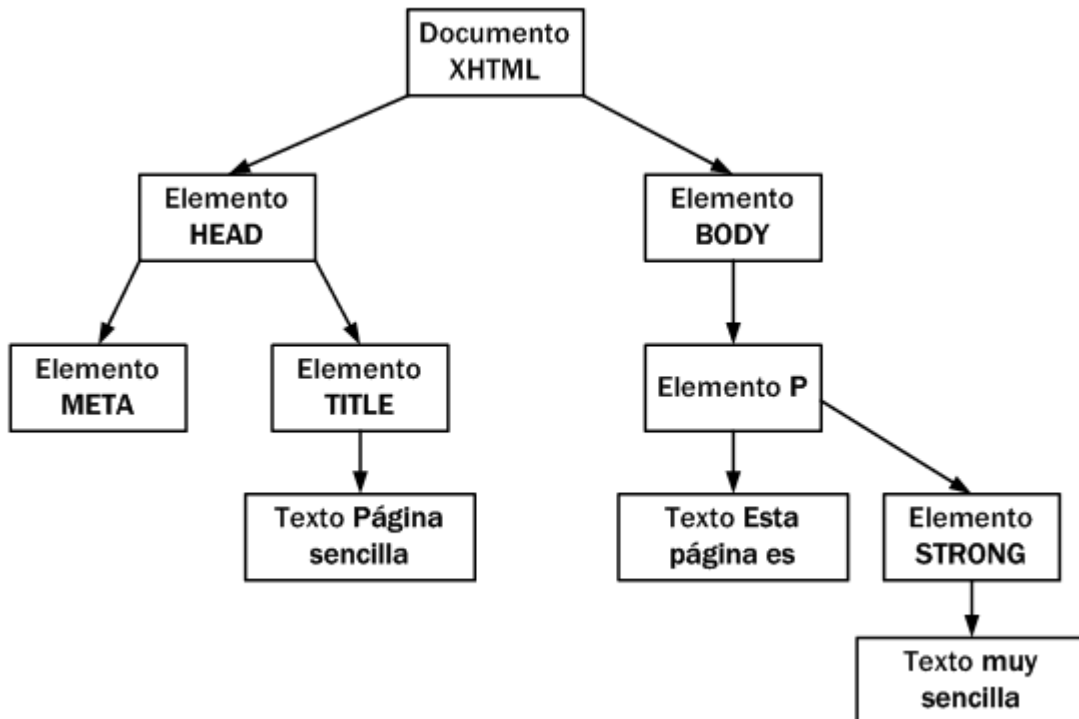 Documento
XHTML
Elemento
HEAD
Elemento
BODY
Elemento
META
Elemento
TITLE
Elemento P
Texto Página
sencilla
Texto Esta
página es
Elemento
STRONG
Texto muy
sencilla